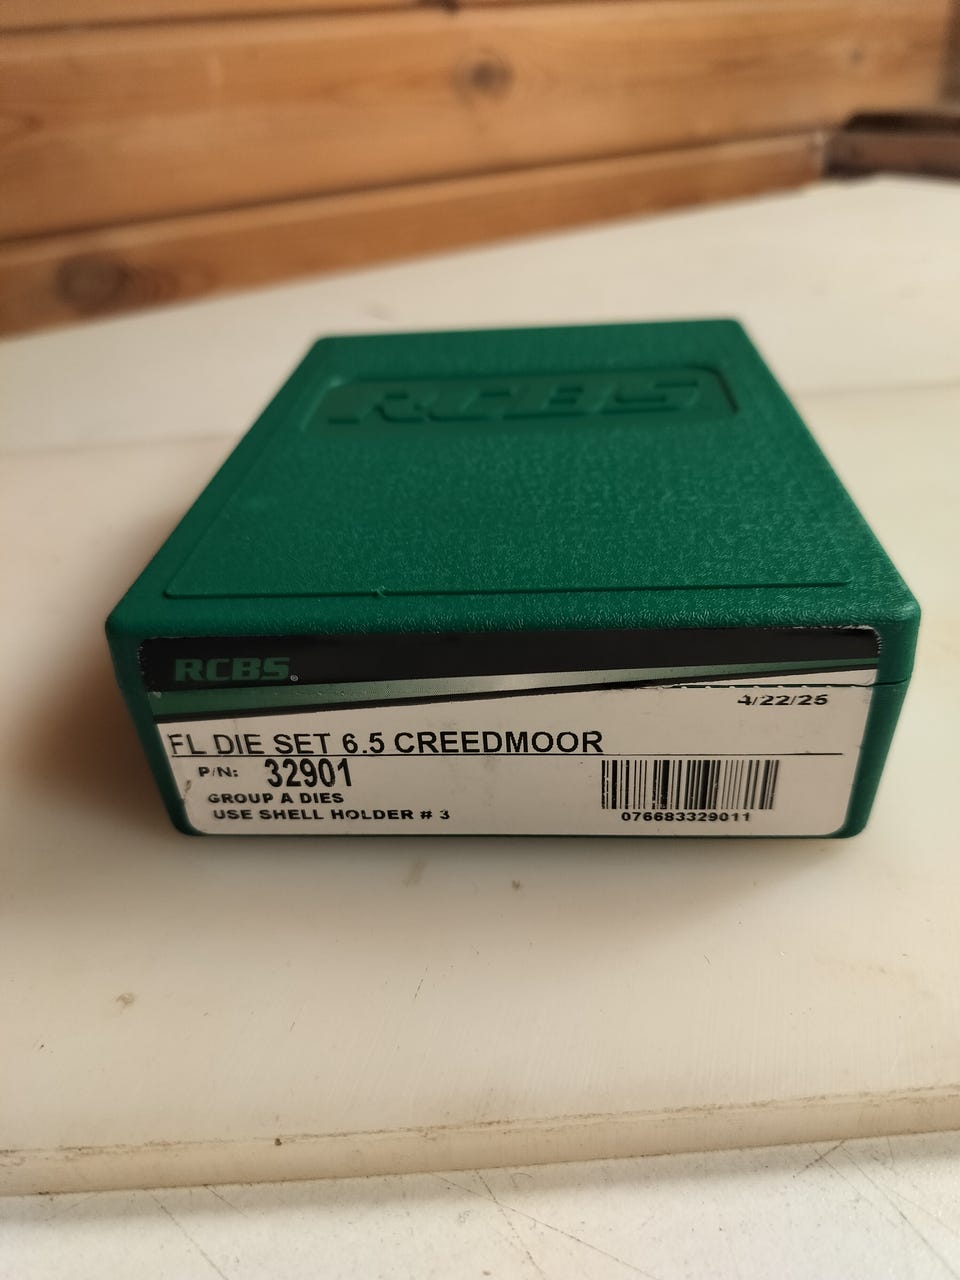 RCBS
RCBS®
4/22/25
FL DIE SET 6.5 CREEDMOOR
P/N: 32901
GROUP A DIES
USE SHELL HOLDER # 3
076683329011